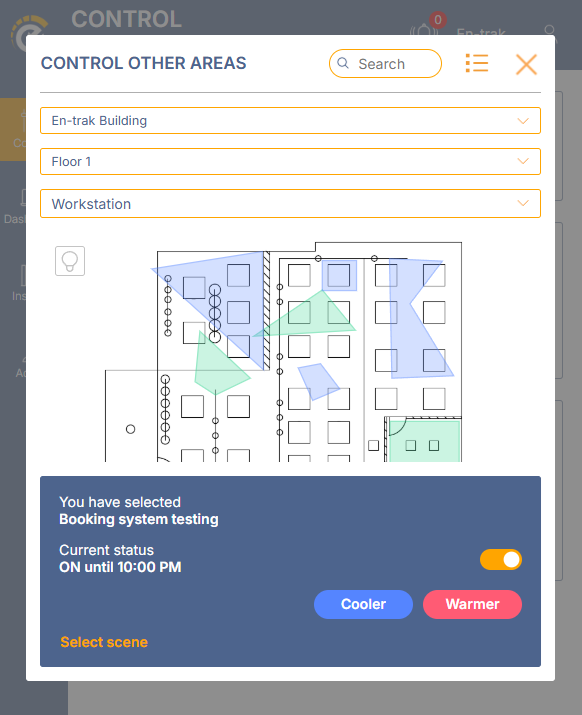 CONTROL
0
En-trak
CONTROL OTHER AREAS
Search
En-trak Building
Floor 1
Workstation
You have selected
Booking system testing
Current status
ON until 10:00 PM
Cooler
Warmer
Select scene